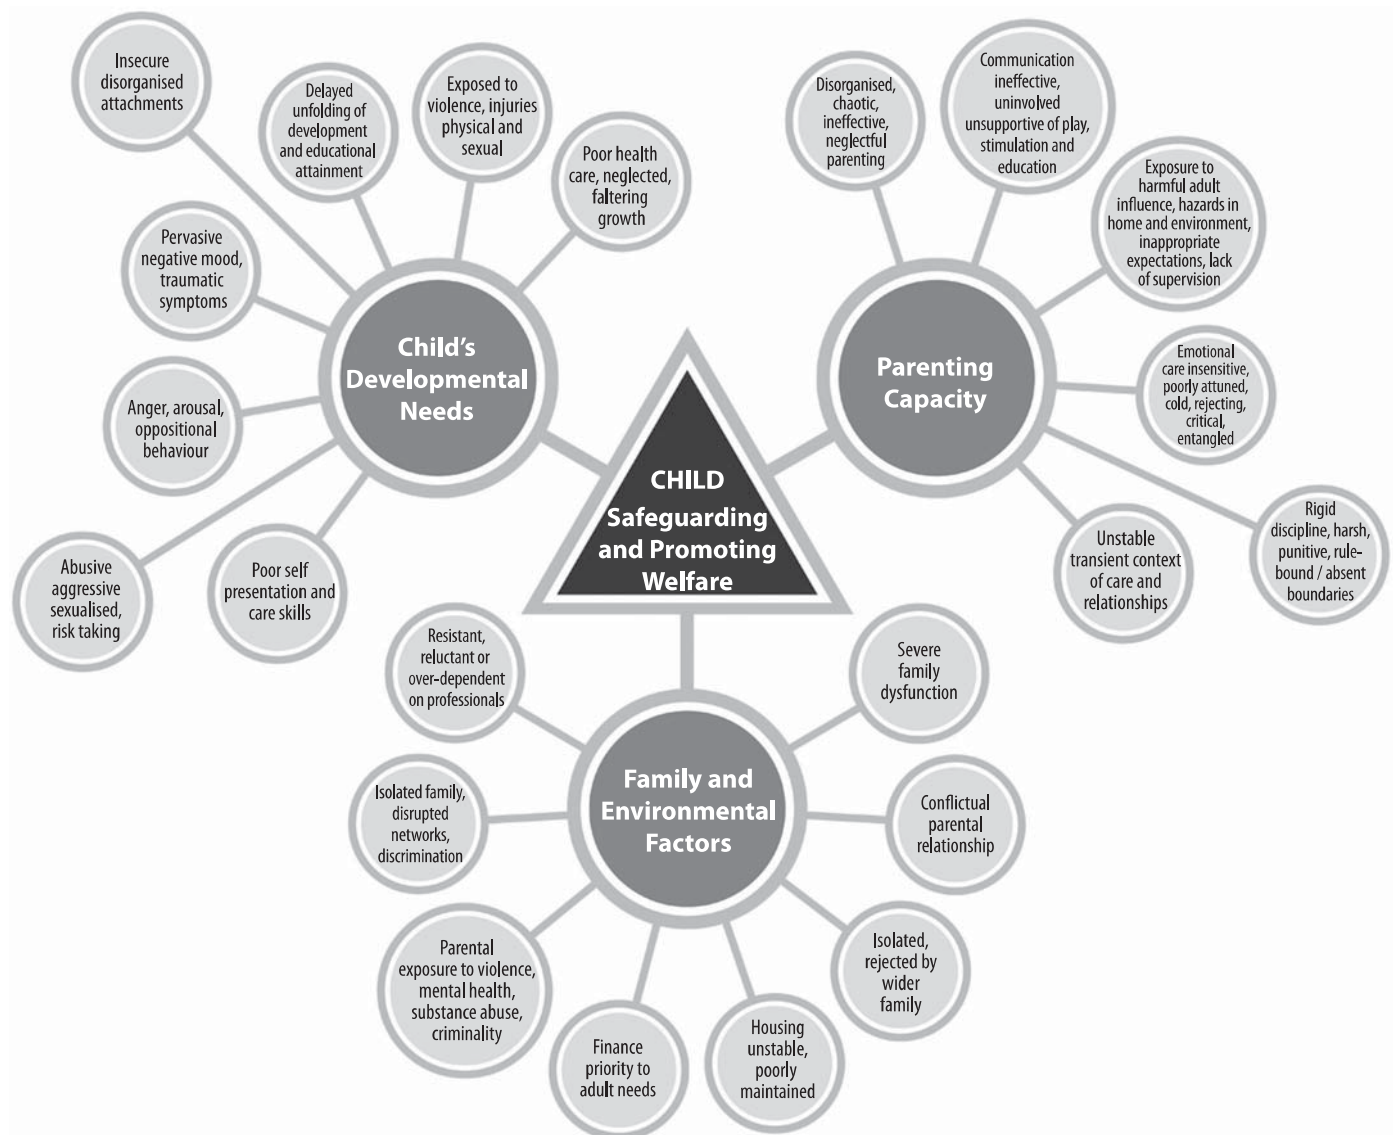 Insecure
disorganised
attachments
Delayed
unfolding of
development
and educational
attainment
Exposed to
violence, injuries
physical and
sexual
Poor health
care, neglected,
faltering
growth
Pervasive
negative mood,
traumatic
symptoms
Anger, arousal,
oppositional
behaviour
Abusive
aggressive
sexualised,
risk taking
Poor self
presentation and
care skills
Child's
Developmental
Needs
Disorganised,
chaotic,
ineffective,
neglectful
parenting
Communication
ineffective,
uninvolved
unsupportive of play,
stimulation and
education
Exposure to
harmful adult
influence, hazards in
home and environment,
inappropriate
expectations, lack
of supervision
Emotional
care insensitive,
poorly attuned,
cold, rejecting,
critical,
entangled
Rigid
discipline, harsh,
punitive, rule-
bound / absent
boundaries
Unstable
transient context
of care and
relationships
Parenting
Capacity
CHILD
Safeguarding
and Promoting
Welfare
Resistant,
reluctant or
over-dependent
on professionals
Severe
family
dysfunction
Isolated family,
disrupted
networks,
discrimination
Family and
Environmental
Factors
Conflictual
parental
relationship
Parental
exposure to violence,
mental health,
substance abuse,
criminality
Finance
priority to
adult needs
Housing
unstable,
poorly
maintained
Isolated,
rejected by
wider
family